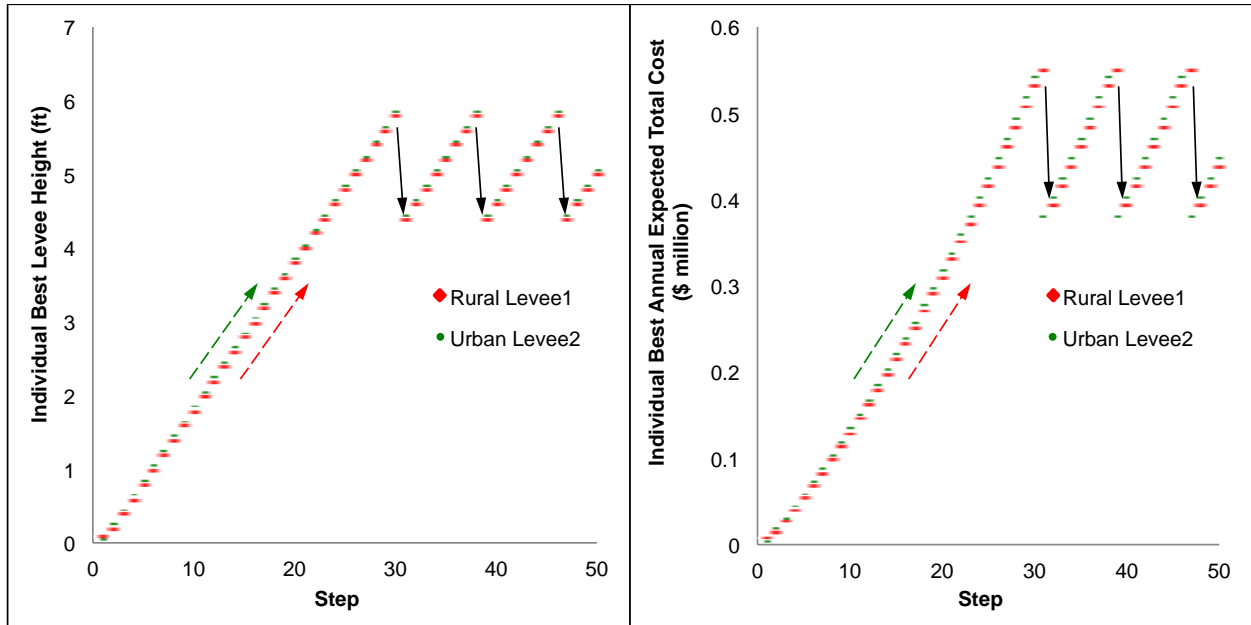 Individual Best Levee Height (ft)
7
6
5
4
3
2
1
0
0 10 20 30 40 50
Step
Rural Levee1
Urban Levee2
Individual Best Annual Expected Total Cost
($ million)
0.6
0.5
0.4
0.3
0.2
0.1
0
0 10 20 30 40 50
Step
Rural Levee1
Urban Levee2